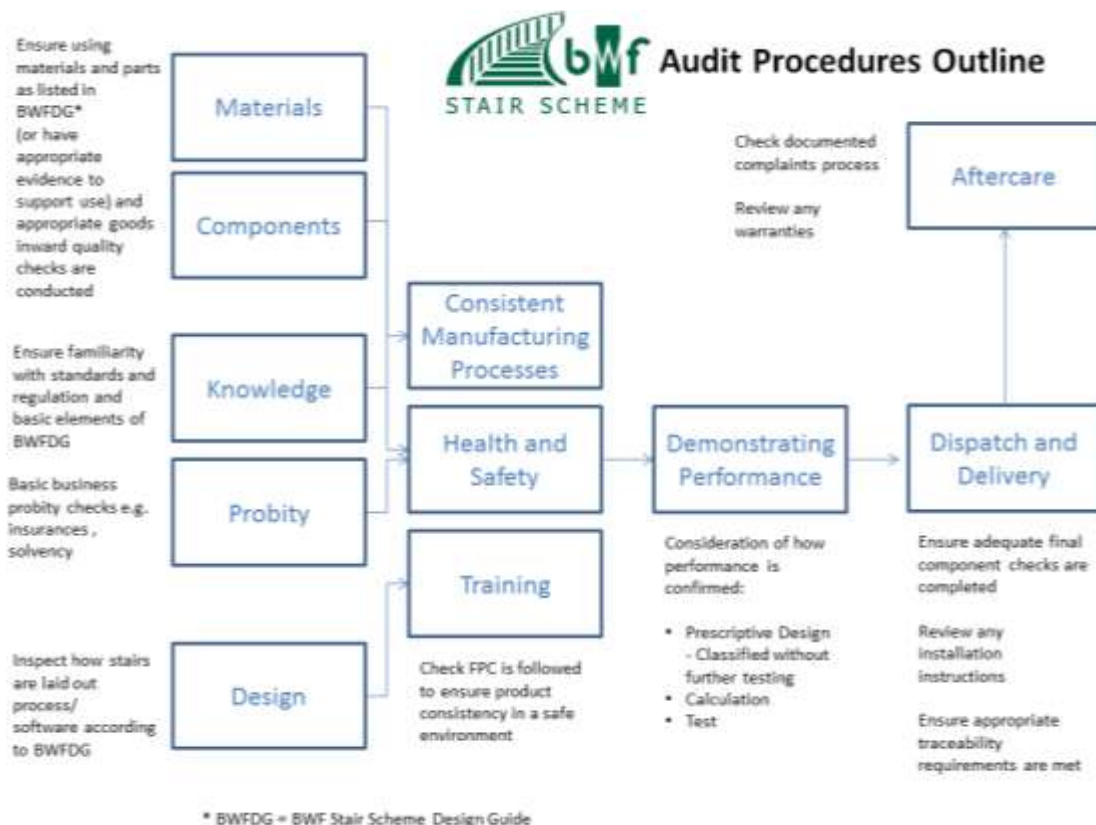 bwf
STAIR SCHEME
Audit Procedures Outline
Ensure using
materials and parts
as listed in
BWFDG*
(or have
appropriate
evidence to
support use) and
appropriate goods
inward quality
checks are
conducted
Materials
Components
Ensure familiarity
with standards and
regulation and
basic elements of
BWFDG
Knowledge
Basic business
probity checks e.g.
insurances ,
solvency
Probity
Inspect how stairs
are laid out
process/
software according
to BWFDG
Design
Consistent
Manufacturing
Processes
Health and
Safety
Training
Check FPC is followed
to ensure product
consistency in a safe
environment
Demonstrating
Performance
Consideration of how
performance is
confirmed:
• Prescriptive Design
- Classified without
further testing
• Calculation
• Test
Check documented
complaints process
Review any
warranties
Aftercare
Dispatch and
Delivery
Ensure adequate final
component checks are
completed
Review any
installation
instructions
Ensure appropriate
traceability
requirements are met
* BWFDG = BWF Stair Scheme Design Guide